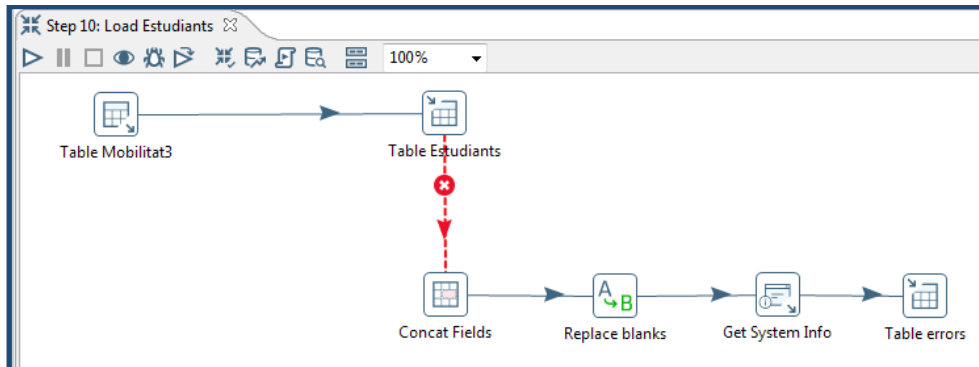 Step 10: Load Estudiants
100%
Table Mobilitat3
Table Estudiants
Concat Fields
A
B
Replace blanks
Get System Info
Table errors